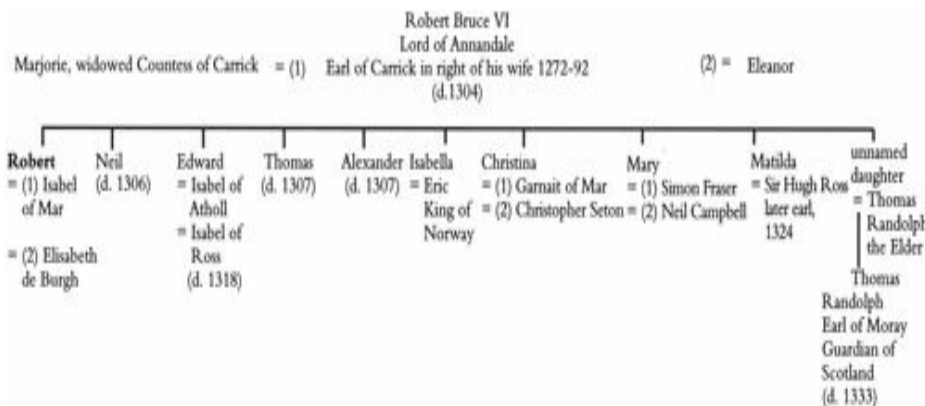 Robert Bruce VI
Lord of Annandale
Marjorie, widowed Countess of Carrick = (1) Earl of Carrick in right of his wife 1272-92 (2) = Eleanor
(d.1304)
Robert
= (1) Isabel
of Mar
= (2) Elisabeth
de Burgh
Neil
(d. 1306)
Edward
= Isabel of
Atholl
= Isabel of
Ross
(d. 1318)
Thomas
(d. 1307)
Alexander
(d. 1307)
Isabella
= Eric
King of
Norway
Christina
= (1) Garnait of Mar
= (2) Christopher Seton
Mary
= (1) Simon Fraser
= (2) Neil Campbell
Matilda
= Sir Hugh Ross
later earl,
1324
unnamed
daughter
= Thomas
Randolph
the Elder
Thomas
Randolph
Earl of Moray
Guardian of
Scotland
(d. 1333)